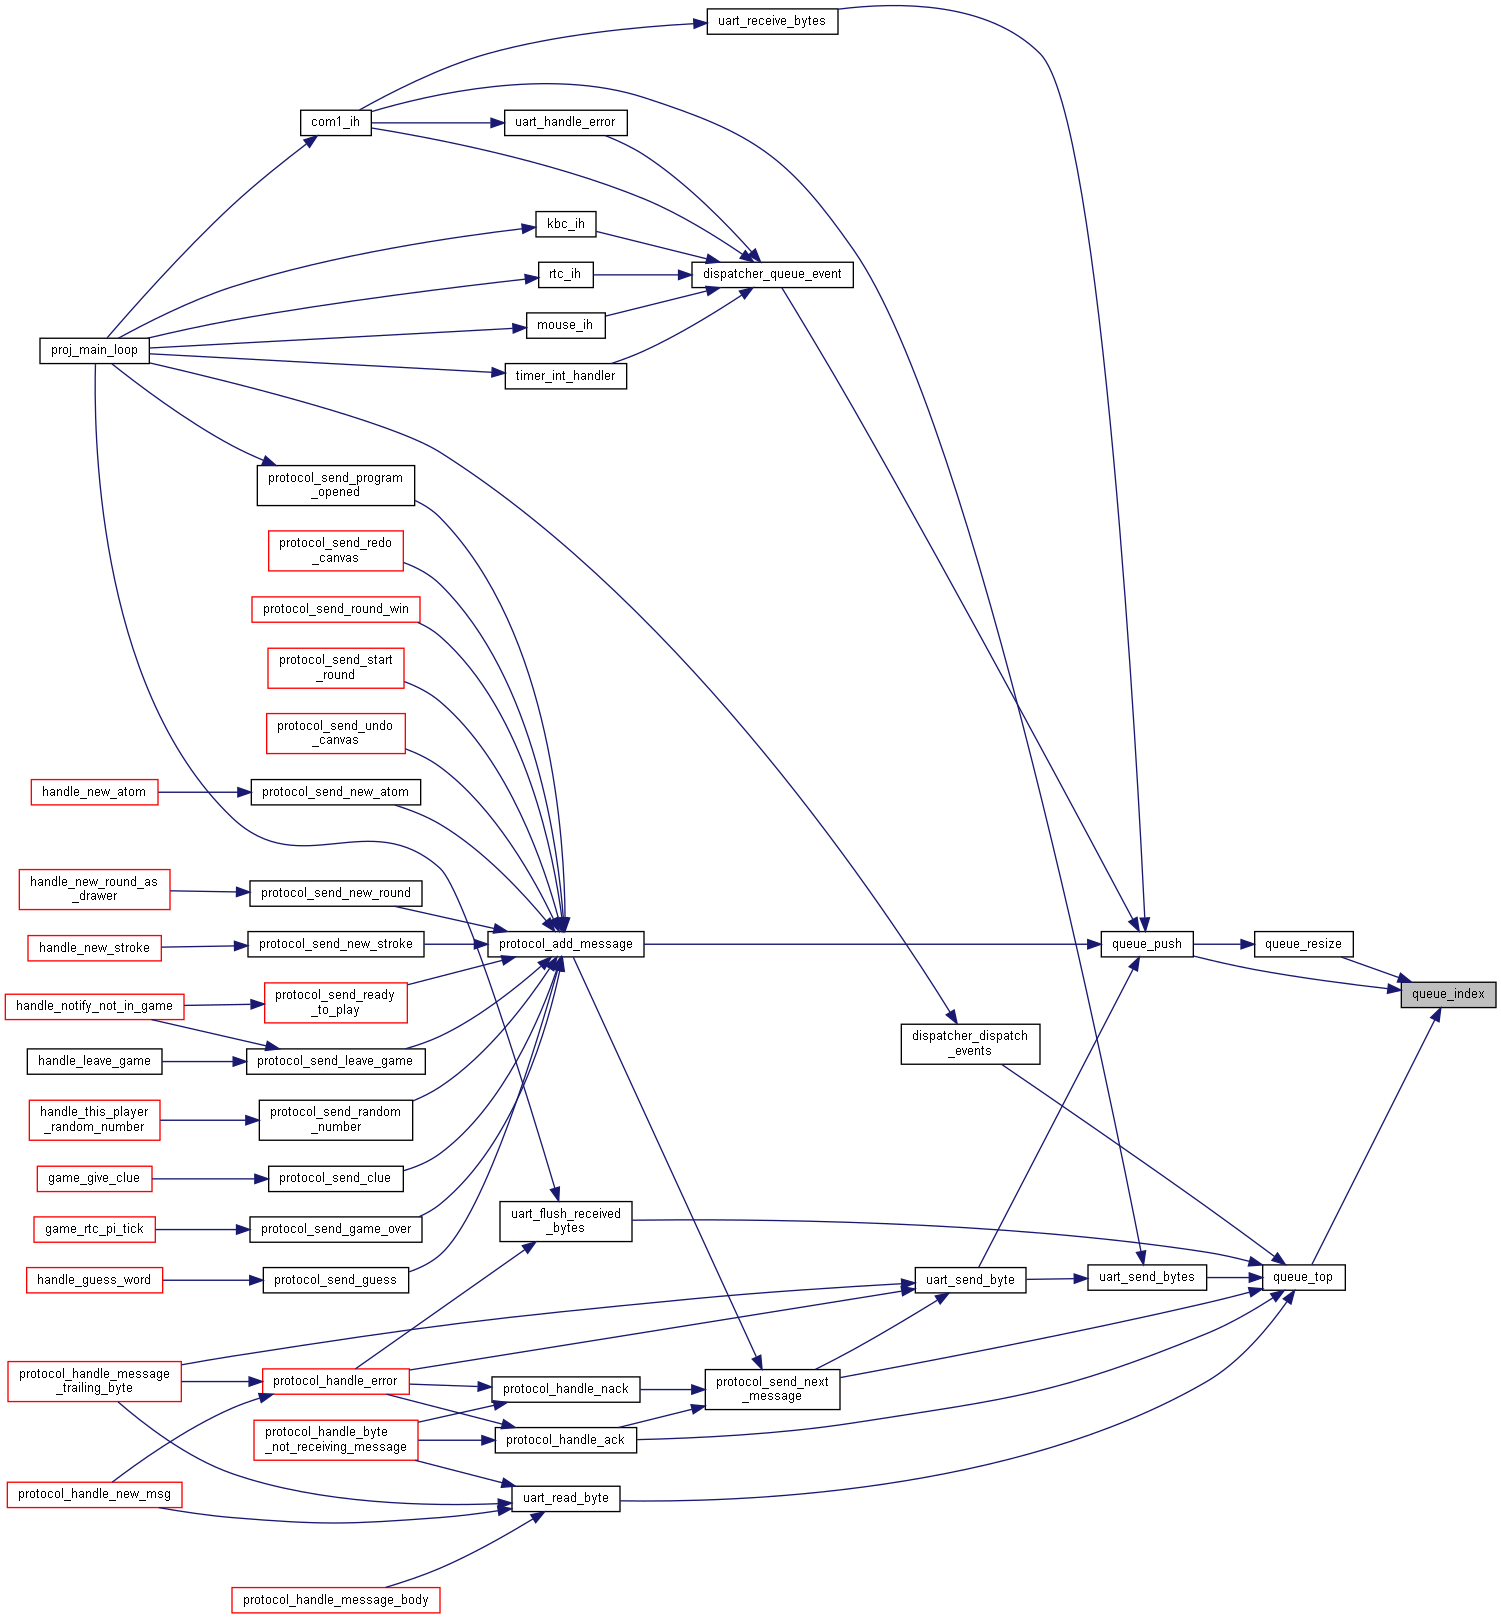 uart_receive_bytes
com1_ih
uart_handle_error
kbc_ih
rtc_ih
dispatcher_queue_event
mouse_ih
proj_main_loop
timer_int_handler
protocol_send_program
_opened
protocol_send_redo
_canvas
protocol_send_round_win
protocol_send_start
_round
protocol_send_undo
_canvas
handle_new_atom
protocol_send_new_atom
handle_new_round_as
_drawer
protocol_send_new_round
handle_new_stroke
protocol_send_new_stroke
protocol_add_message
queue_push
queue_resize
queue_index
handle_notify_not_in_game
protocol_send_ready
_to_play
handle_leave_game
protocol_send_leave_game
dispatcher_dispatch
_events
handle_this_player
_random_number
protocol_send_random
_number
game_give_clue
protocol_send_clue
game_rtc_pi_tick
protocol_send_game_over
uart_flush_received
_bytes
handle_guess_word
protocol_send_guess
uart_send_byte
uart_send_bytes
queue_top
protocol_handle_message
_trailing_byte
protocol_handle_error
protocol_handle_nack
protocol_send_next
_message
protocol_handle_byte
_not_receiving_message
protocol_handle_ack
protocol_handle_new_msg
uart_read_byte
protocol_handle_message_body